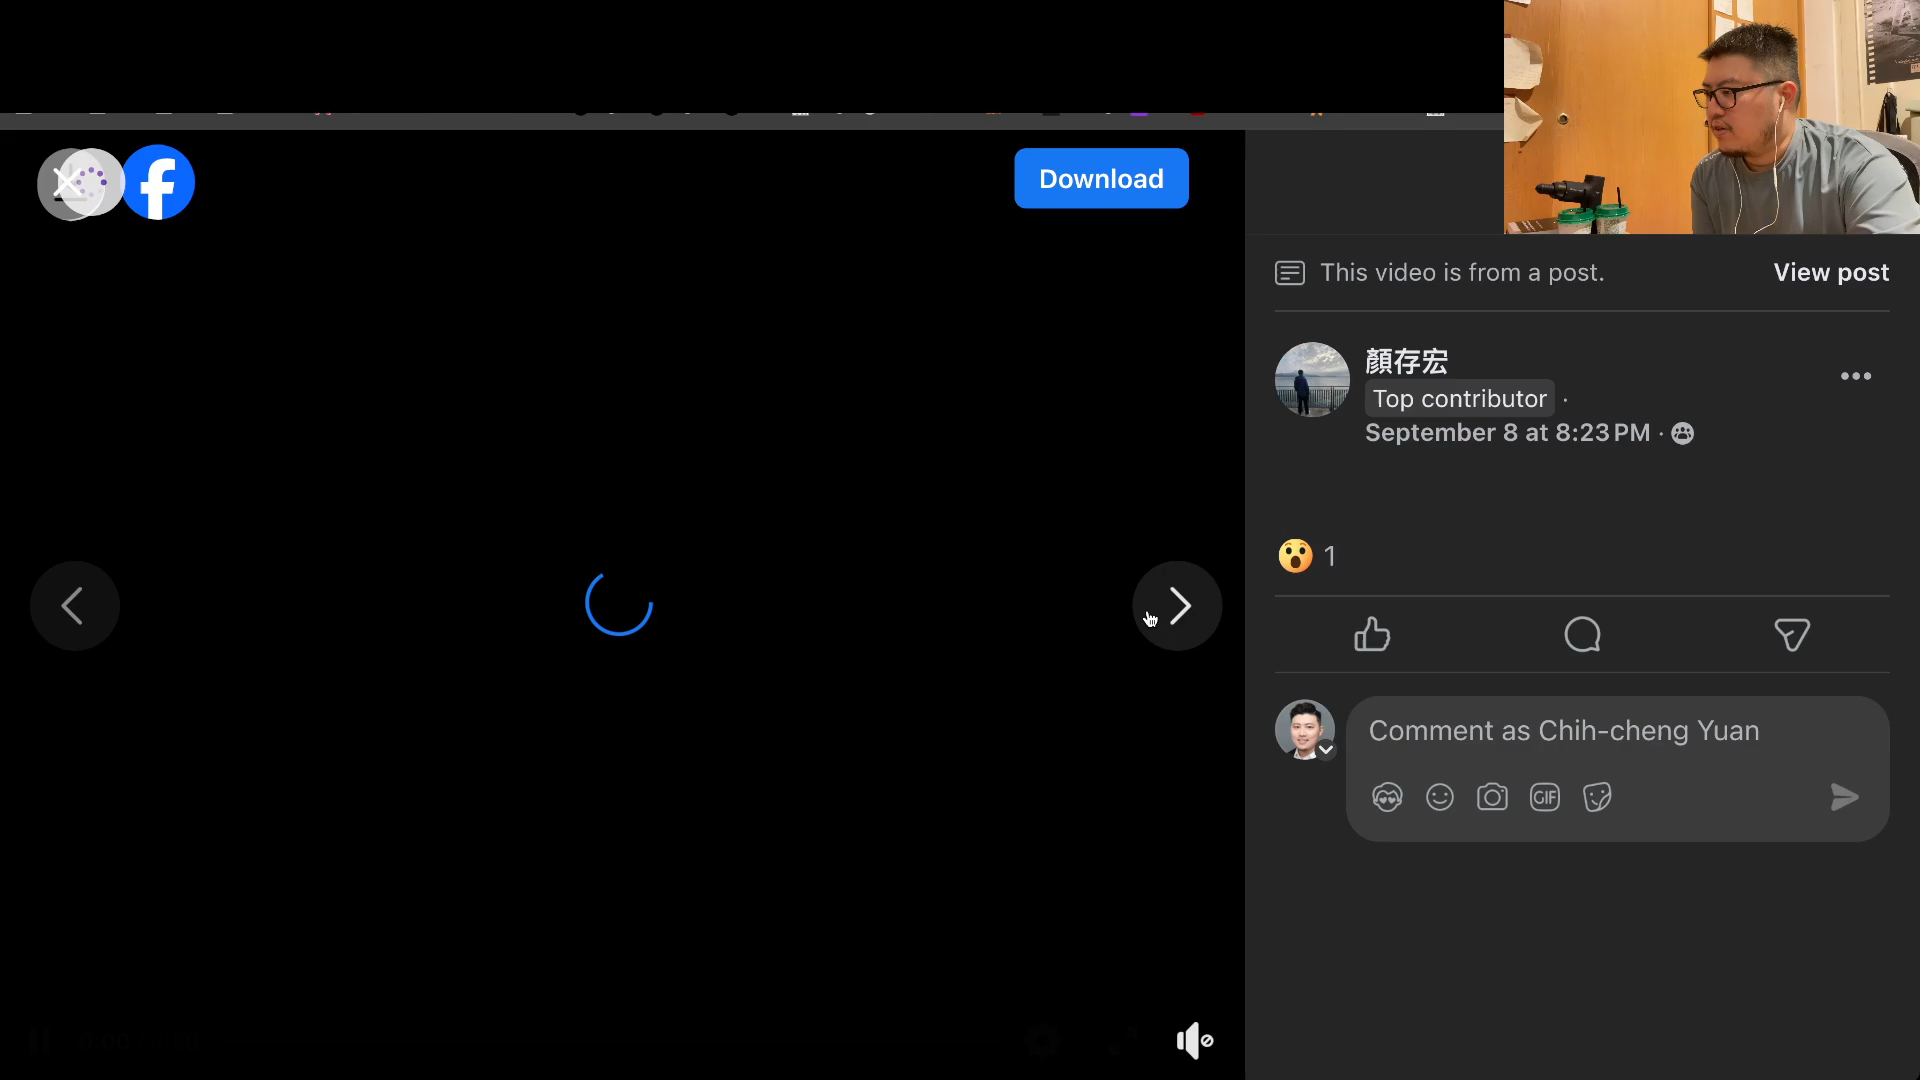 Download
This video is from a post.
View post
顏存宏
Top contributor ·
September 8 at 8:23 PM ·
1
Comment as Chih-cheng Yuan
GIF